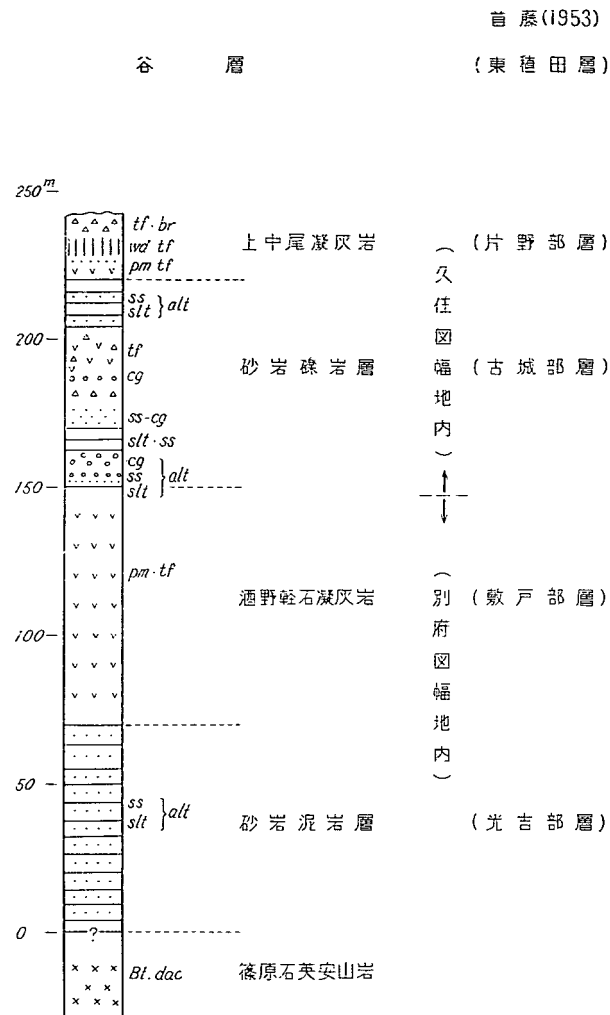 首藤(1953)
谷層 (東稙田層)
250 m
tf・br
wd tf 上中尾凝灰岩 (片野部層)
pm tf
ss
slt } alt
200
tf
cg 砂岩礫岩層 (古城部層)
ss-cg
slt・ss
cg
ss } alt
slt
150
(久住図幅地内)
pm・tf 酒野軽石凝灰岩 (敷戸部層)
100
(別府図幅地内)
50
ss
slt } alt 砂岩泥岩層 (光吉部層)
0
?
Bt. dac 篠原石英安山岩